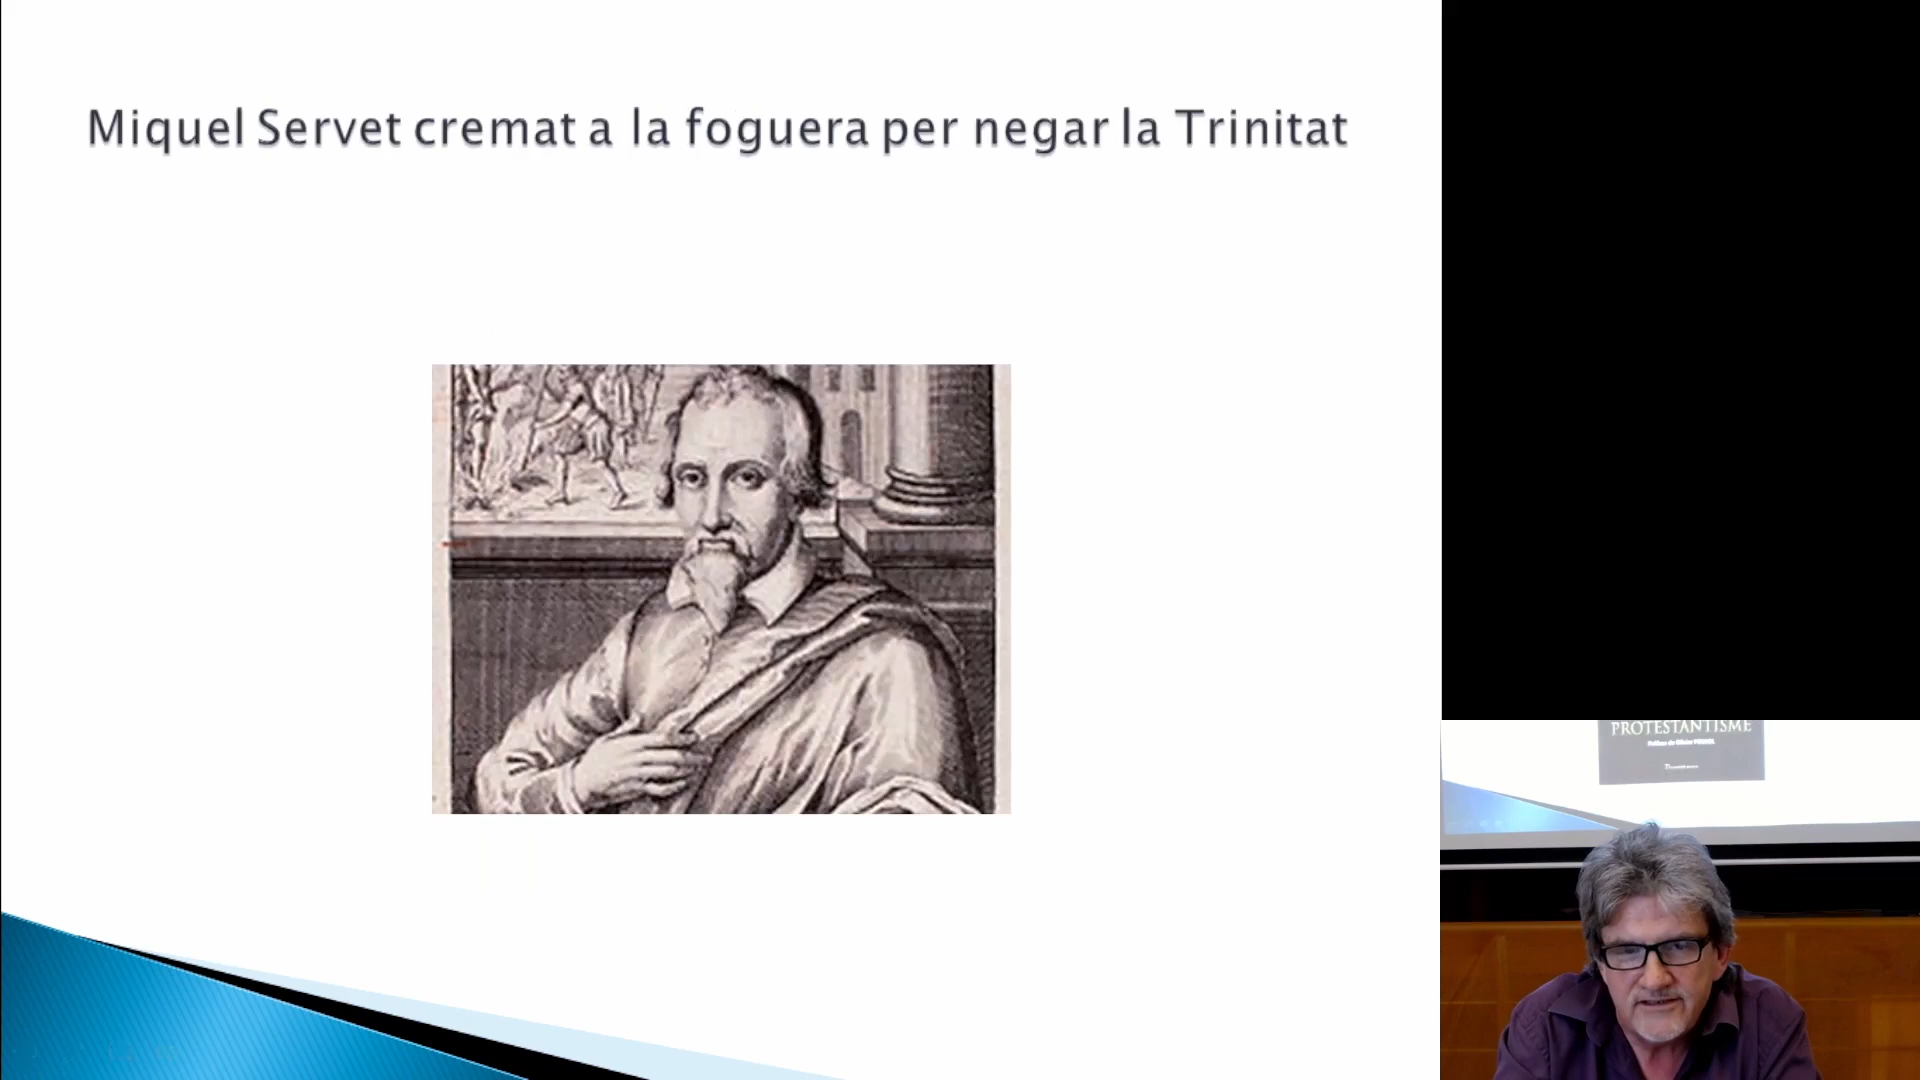 Miquel Servet cremat a la foguera per negar la Trinitat
PROTESTANTISME